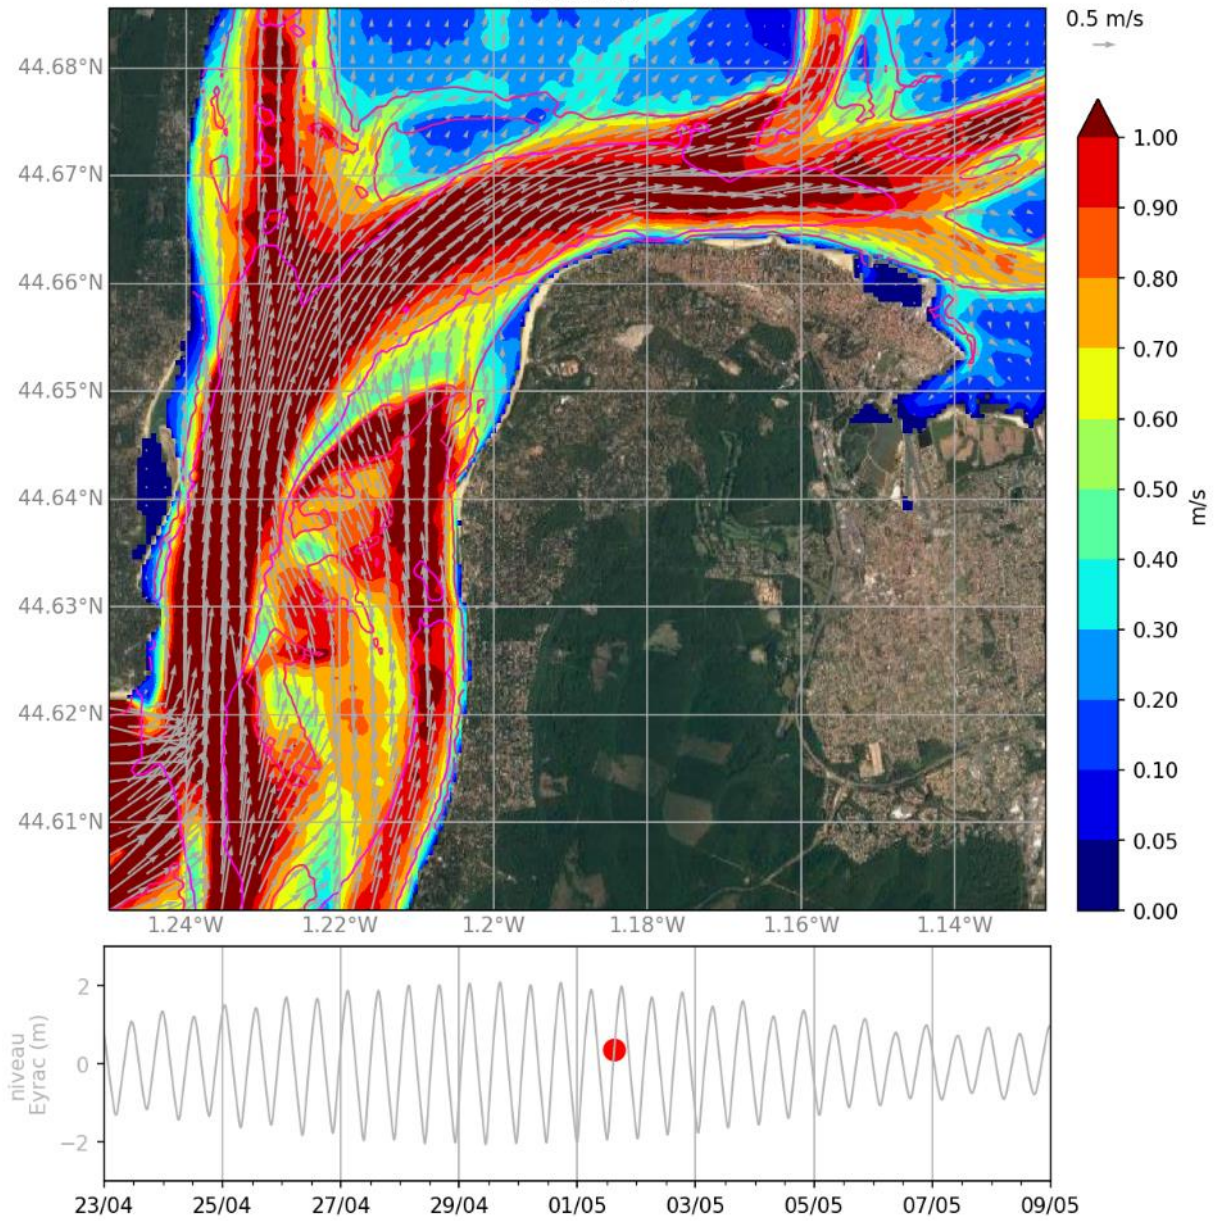 0.5 m/s
44.68°N
44.67°N
44.66°N
44.65°N
44.64°N
44.63°N
44.62°N
44.61°N
1.24°W 1.22°W 1.2°W 1.18°W 1.16°W 1.14°W
1.00
0.90
0.80
0.70
0.60
0.50
0.40
0.30
0.20
0.10
0.05
0.00
m/s
niveau
Eyrac (m)
2
0
−2
23/04 25/04 27/04 29/04 01/05 03/05 05/05 07/05 09/05